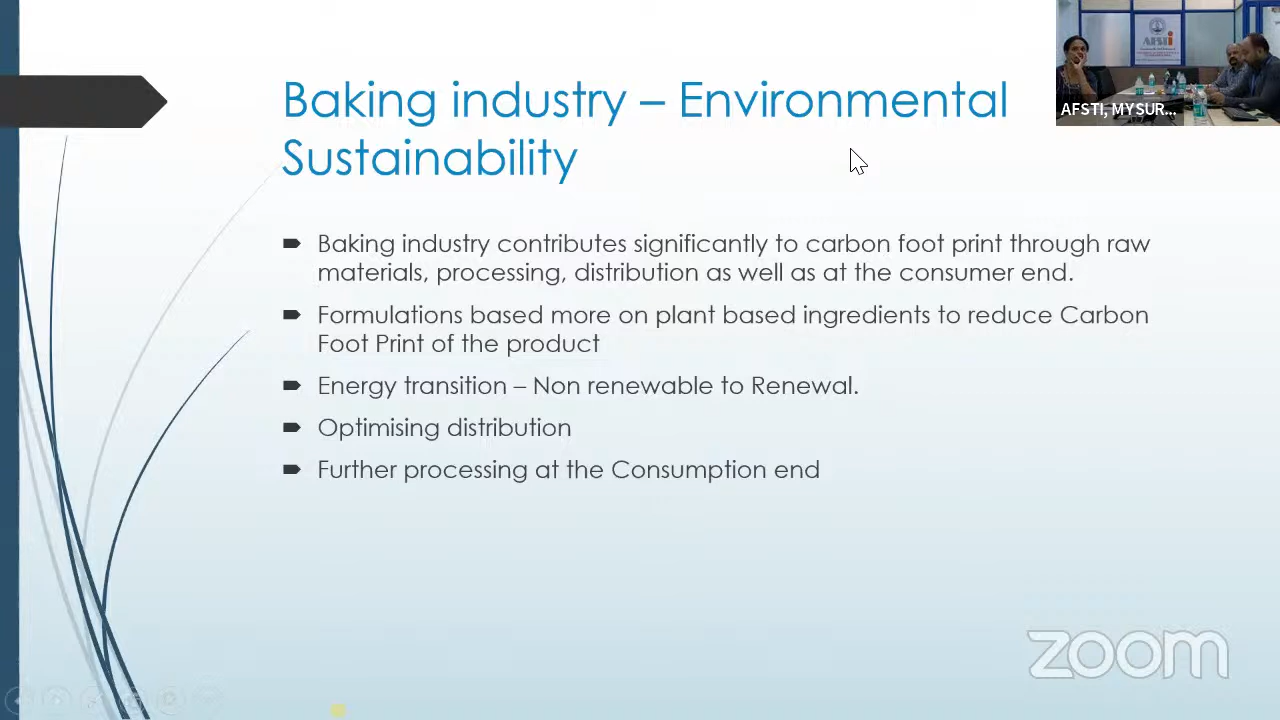 Baking industry – Environmental
Sustainability
AFSTi
AFSTI, MYSUR...
Baking industry contributes significantly to carbon foot print through raw
materials, processing, distribution as well as at the consumer end.
Formulations based more on plant based ingredients to reduce Carbon
Foot Print of the product
Energy transition – Non renewable to Renewal.
Optimising distribution
Further processing at the Consumption end
zoom